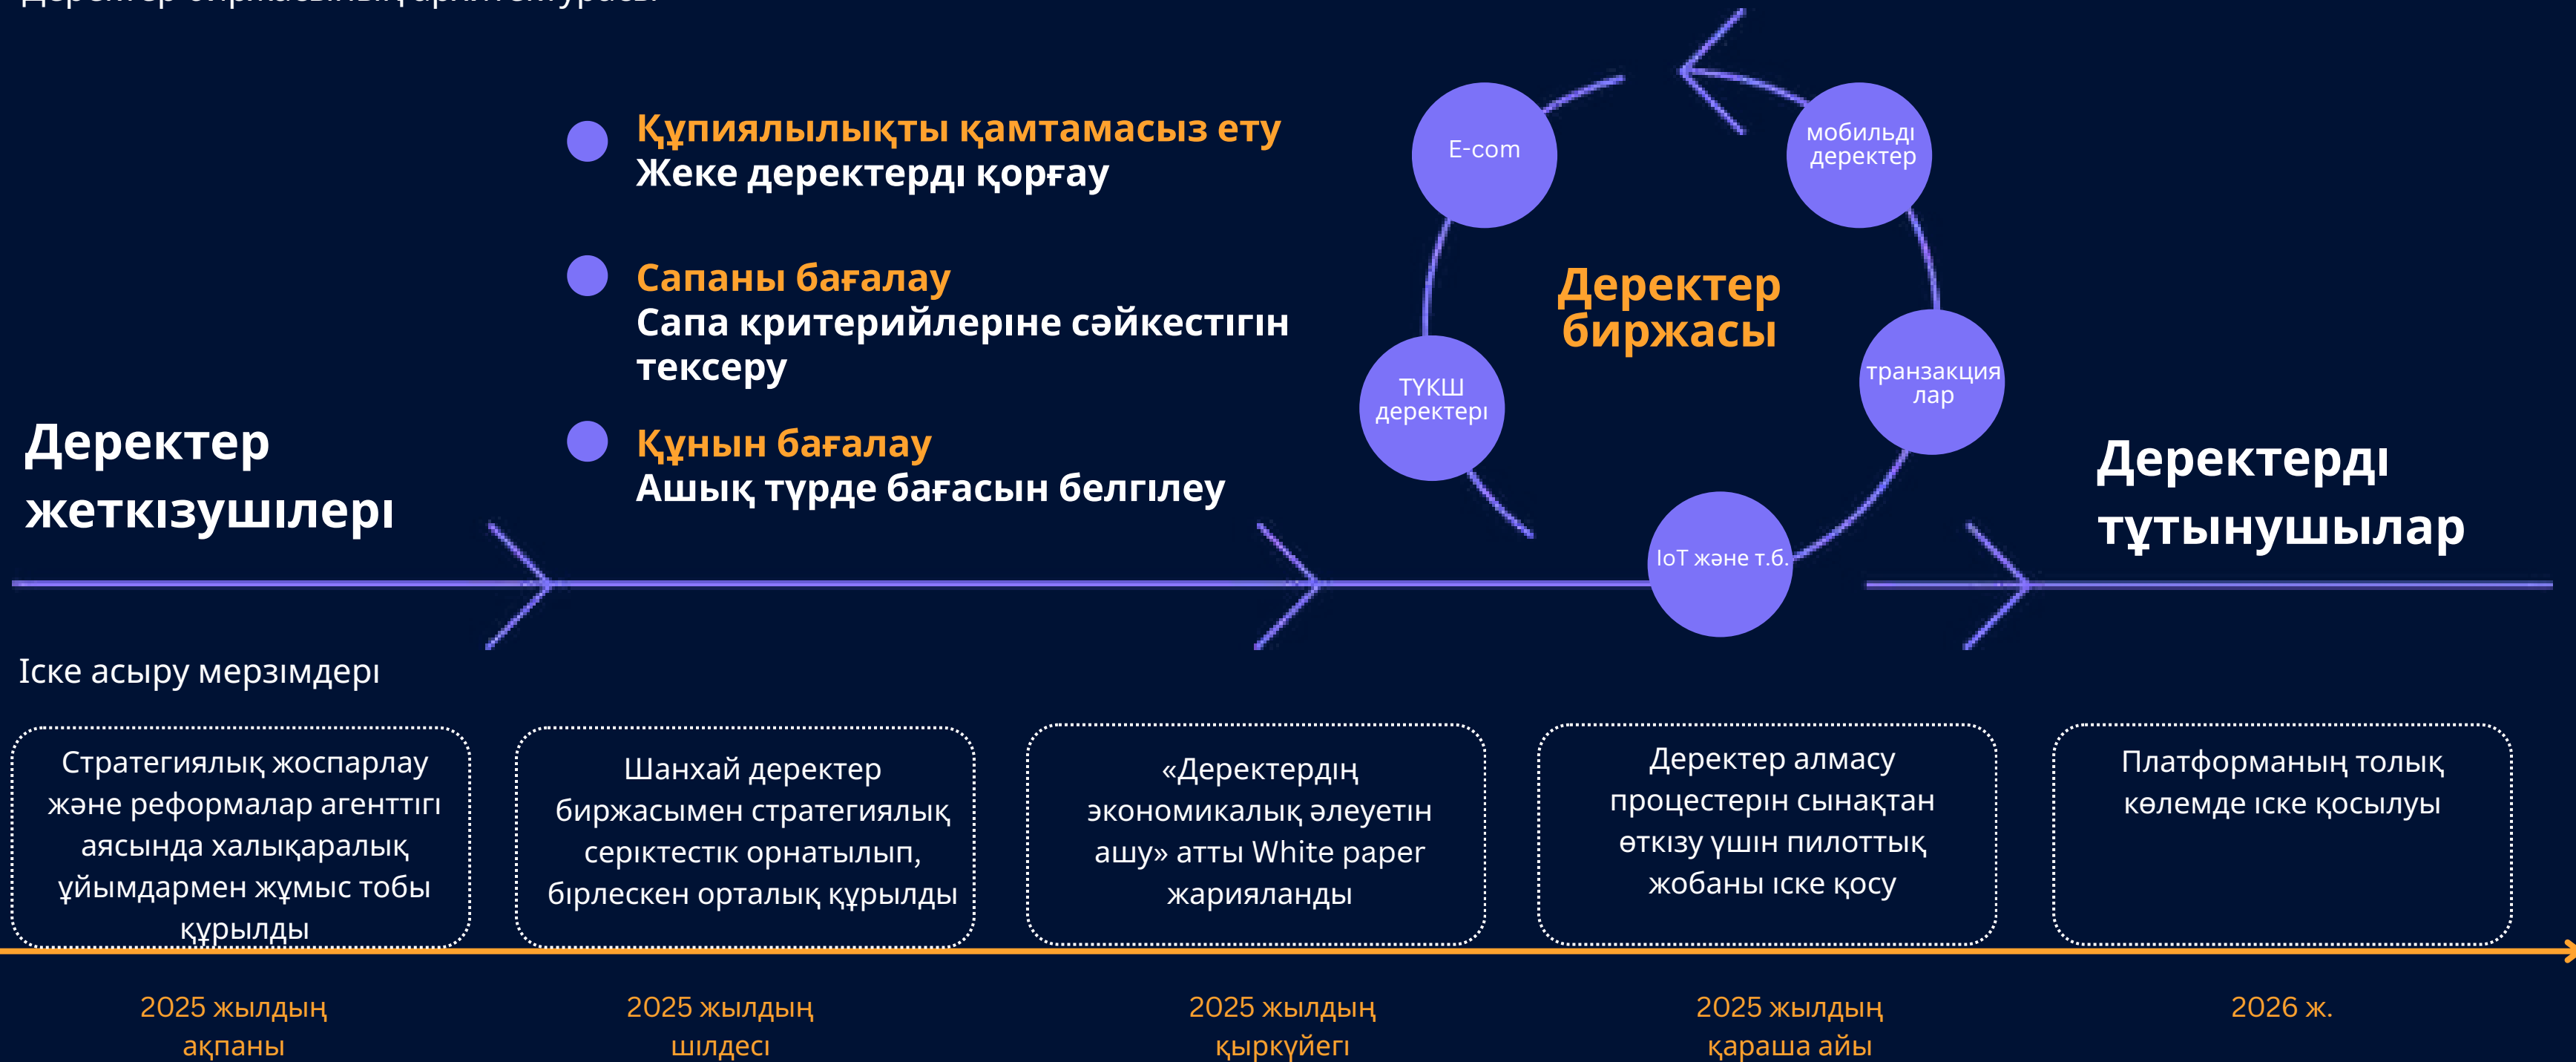 Деректер биржасының архитектурасы
Құпиялылықты қамтамасыз ету
Жеке деректерді қорғау
Сапаны бағалау
Сапа критерийлеріне сәйкестігін
тексеру
Құнын бағалау
Ашық түрде бағасын белгілеу
E-com
мобильді
деректер
Деректер
биржасы
транзакция
лар
ТҮКШ
деректері
IoT және т.б.
Деректер
жеткізушілері
Деректерді
тұтынушылар
Іске асыру мерзімдері
Стратегиялық жоспарлау
және реформалар агенттігі
аясында халықаралық
ұйымдармен жұмыс тобы
құрылды
Шанхай деректер
биржасымен стратегиялық
серіктестік орнатылып,
бірлескен орталық құрылды
«Деректердің
экономикалық әлеуетін
ашу» атты White paper
жарияланды
Деректер алмасу
процестерін сынақтан
өткізу үшін пилоттық
жобаны іске қосу
Платформаның толық
көлемде іске қосылуы
2025 жылдың
ақпаны
2025 жылдың
шілдесі
2025 жылдың
қыркүйегі
2025 жылдың
қараша айы
2026 ж.